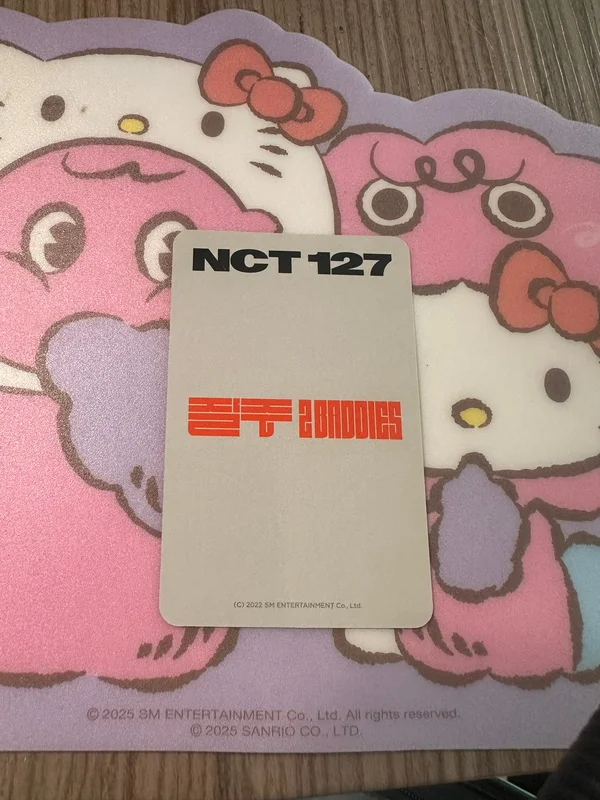 NCT 127
질주 2 BADDIES
(C) 2022 SM ENTERTAINMENT Co., Ltd.
© 2025 SM ENTERTAINMENT Co., Ltd. All rights reserved.
© 2025 SANRIO CO., LTD.